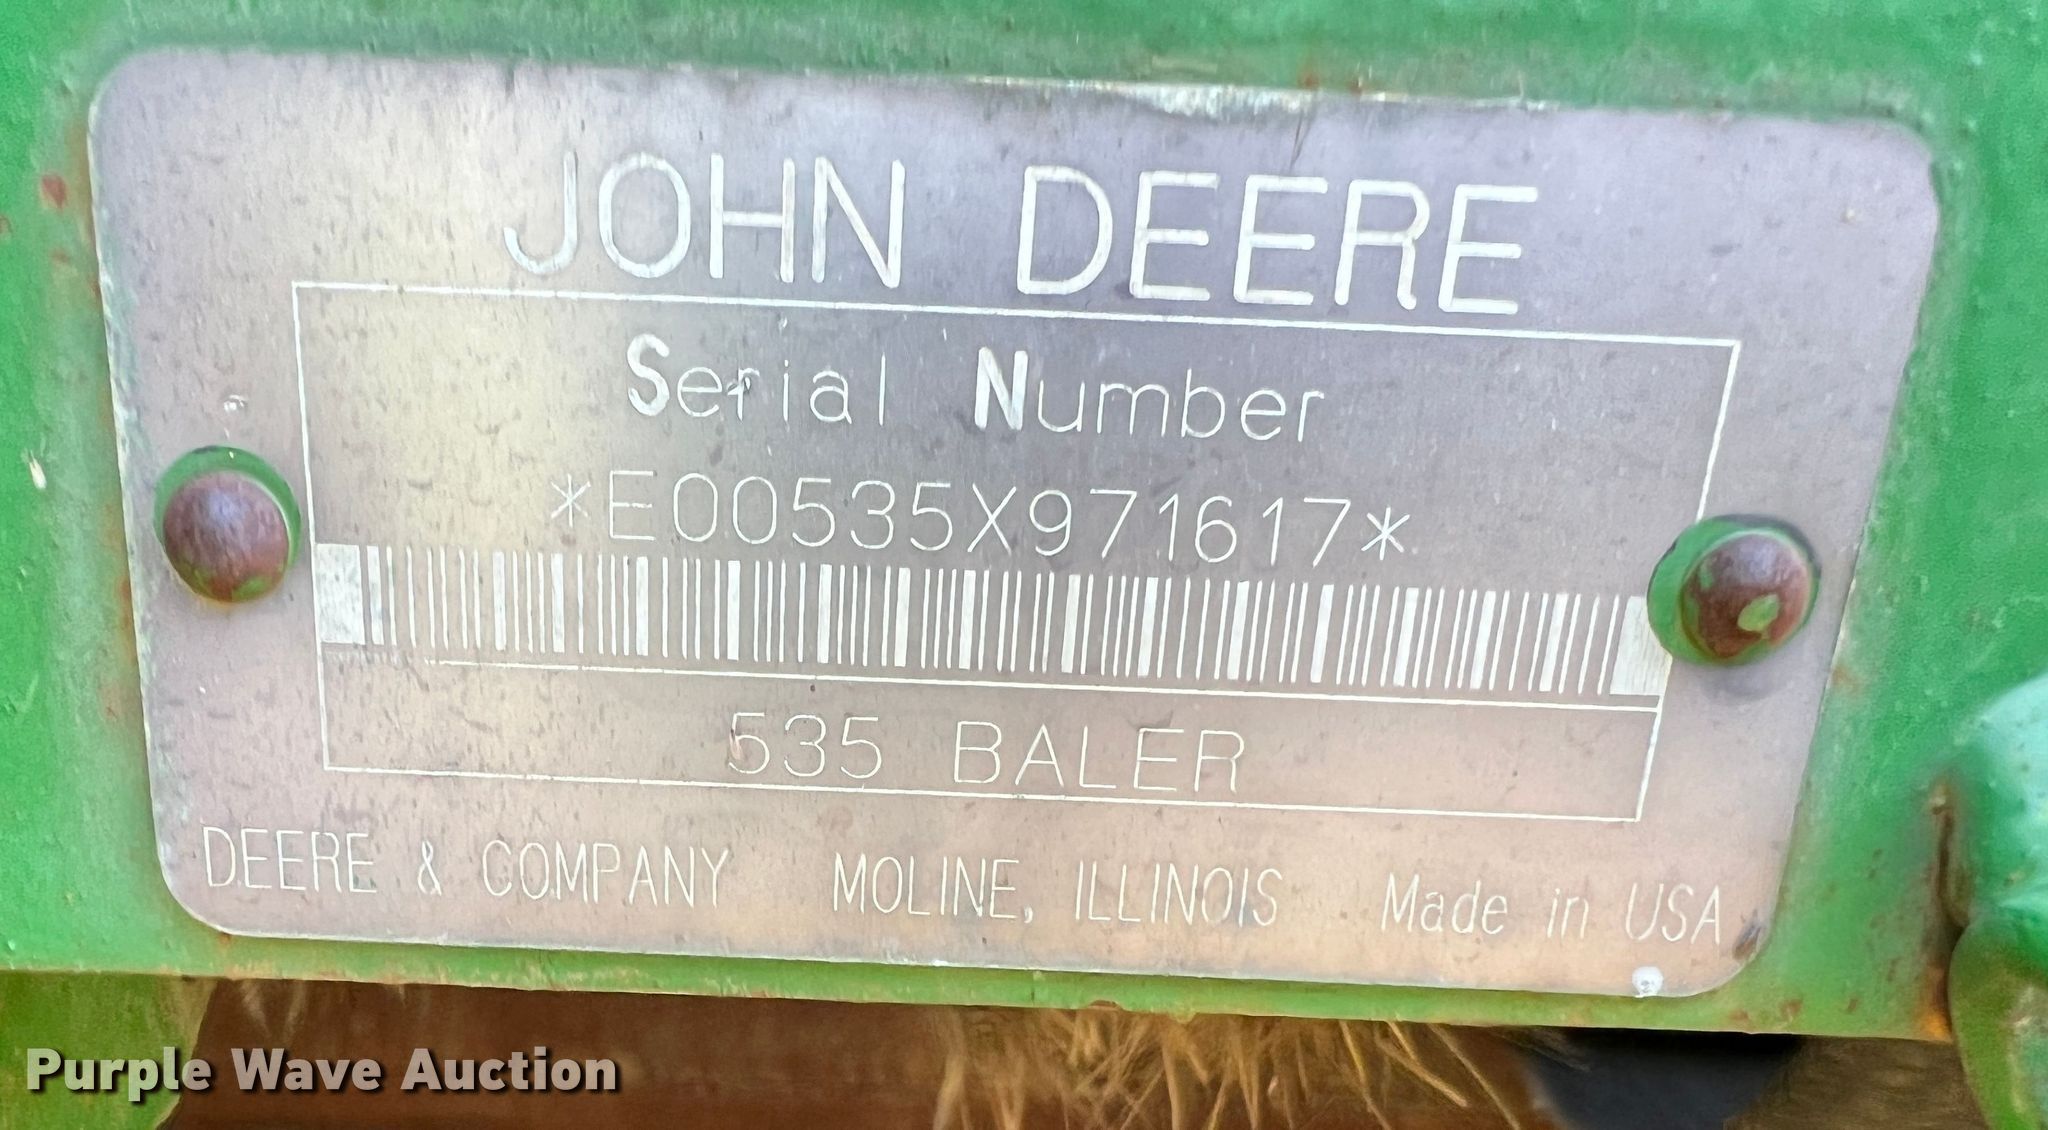 JOHN DEERE
Serial Number
*E00535X971617*
535 BALER
DEERE & COMPANY MOLINE, ILLINOIS Made in USA
Purple Wave Auction